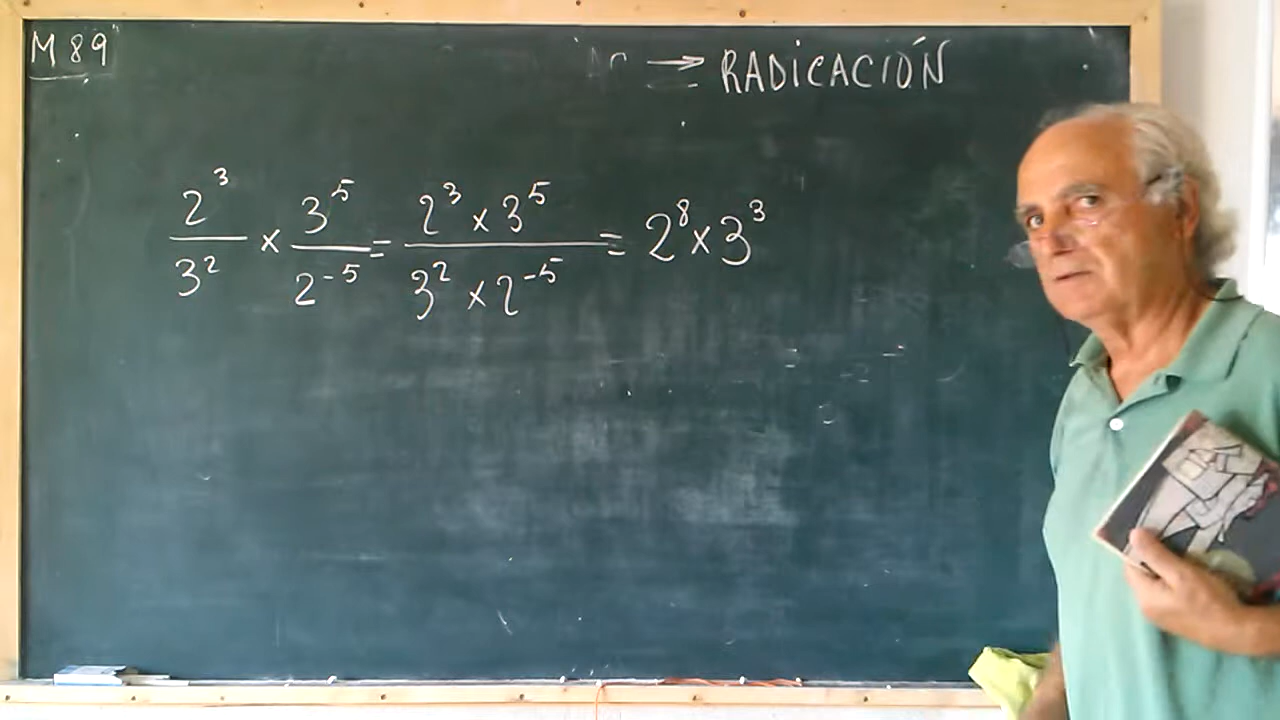 M 89
→ RADICACIÓN
2³/3² x 3⁵/2⁻⁵ = 2³ x 3⁵/3² x 2⁻⁵ = 2⁸ x 3³